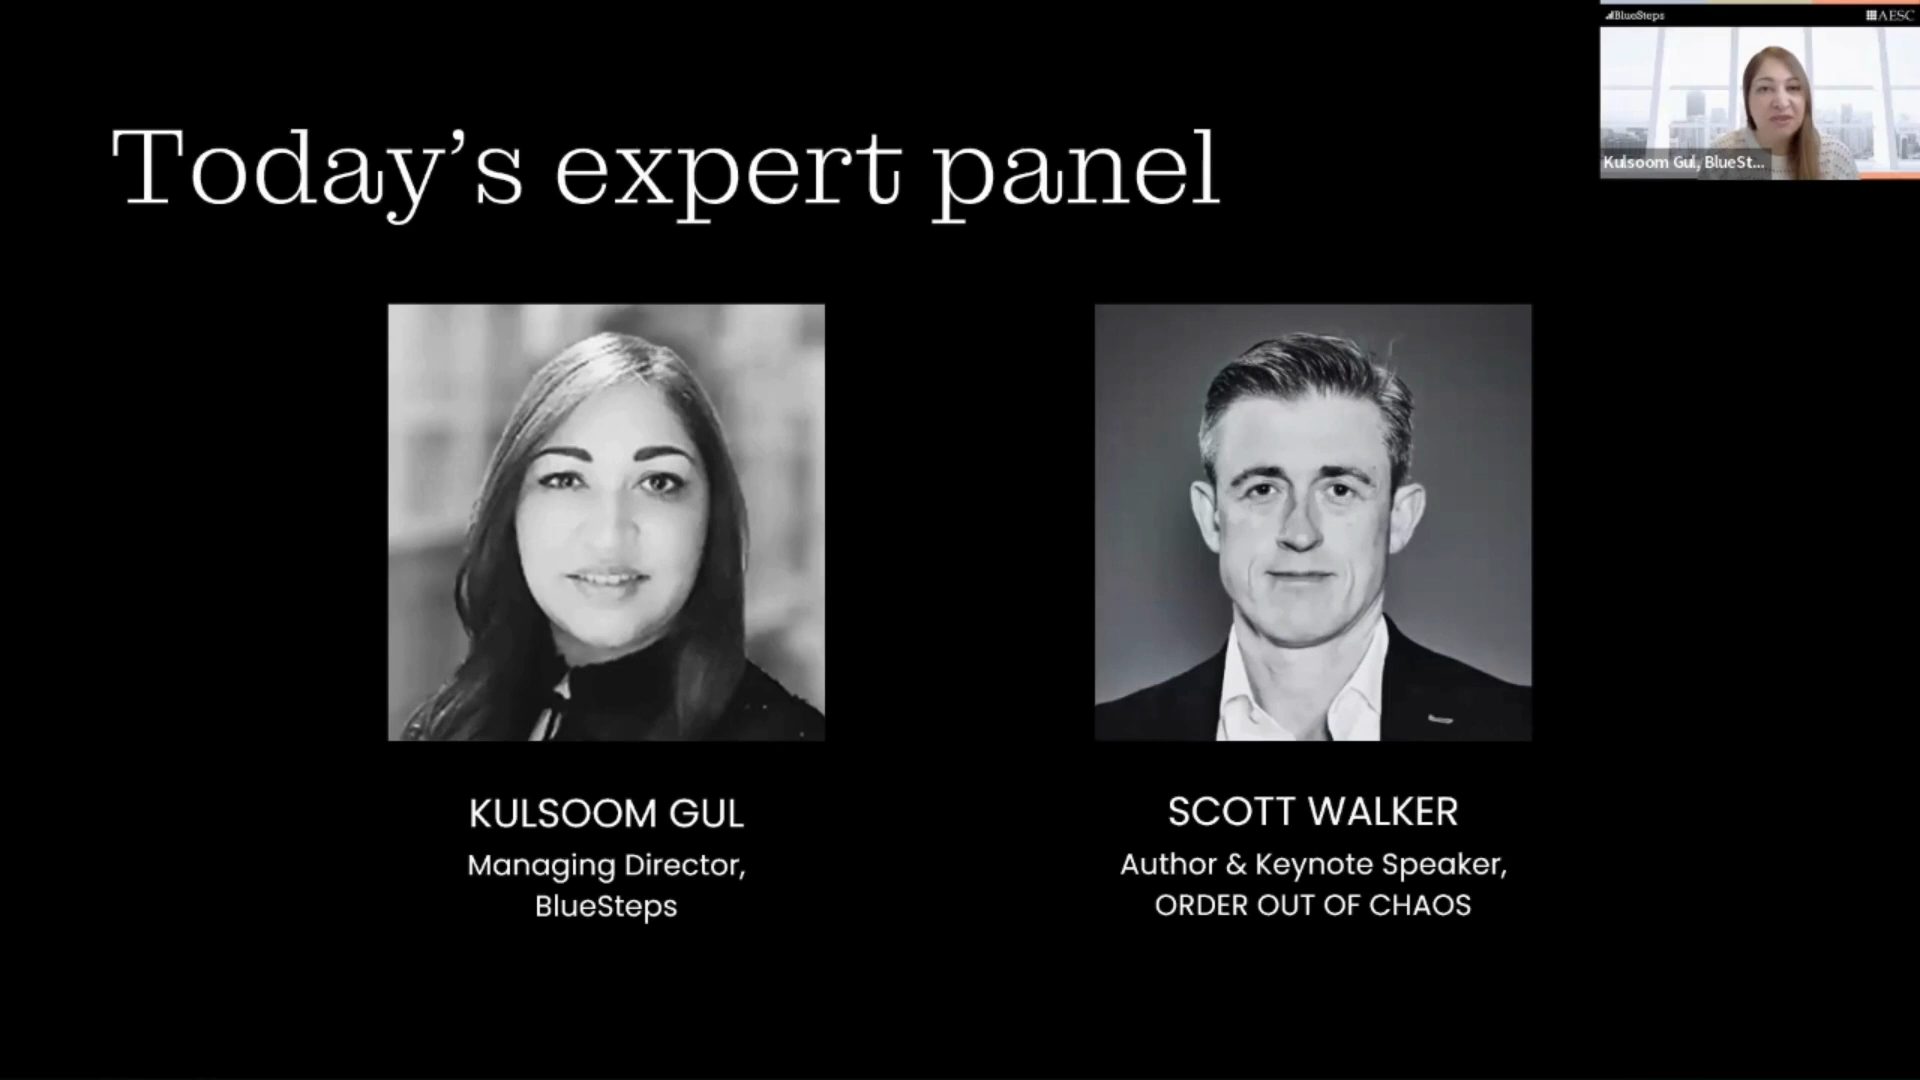 BlueSteps
AESC
Today's expert panel
Kulsoom Gul, BlueSt...
KULSOOM GUL
Managing Director,
BlueSteps
SCOTT WALKER
Author & Keynote Speaker,
ORDER OUT OF CHAOS